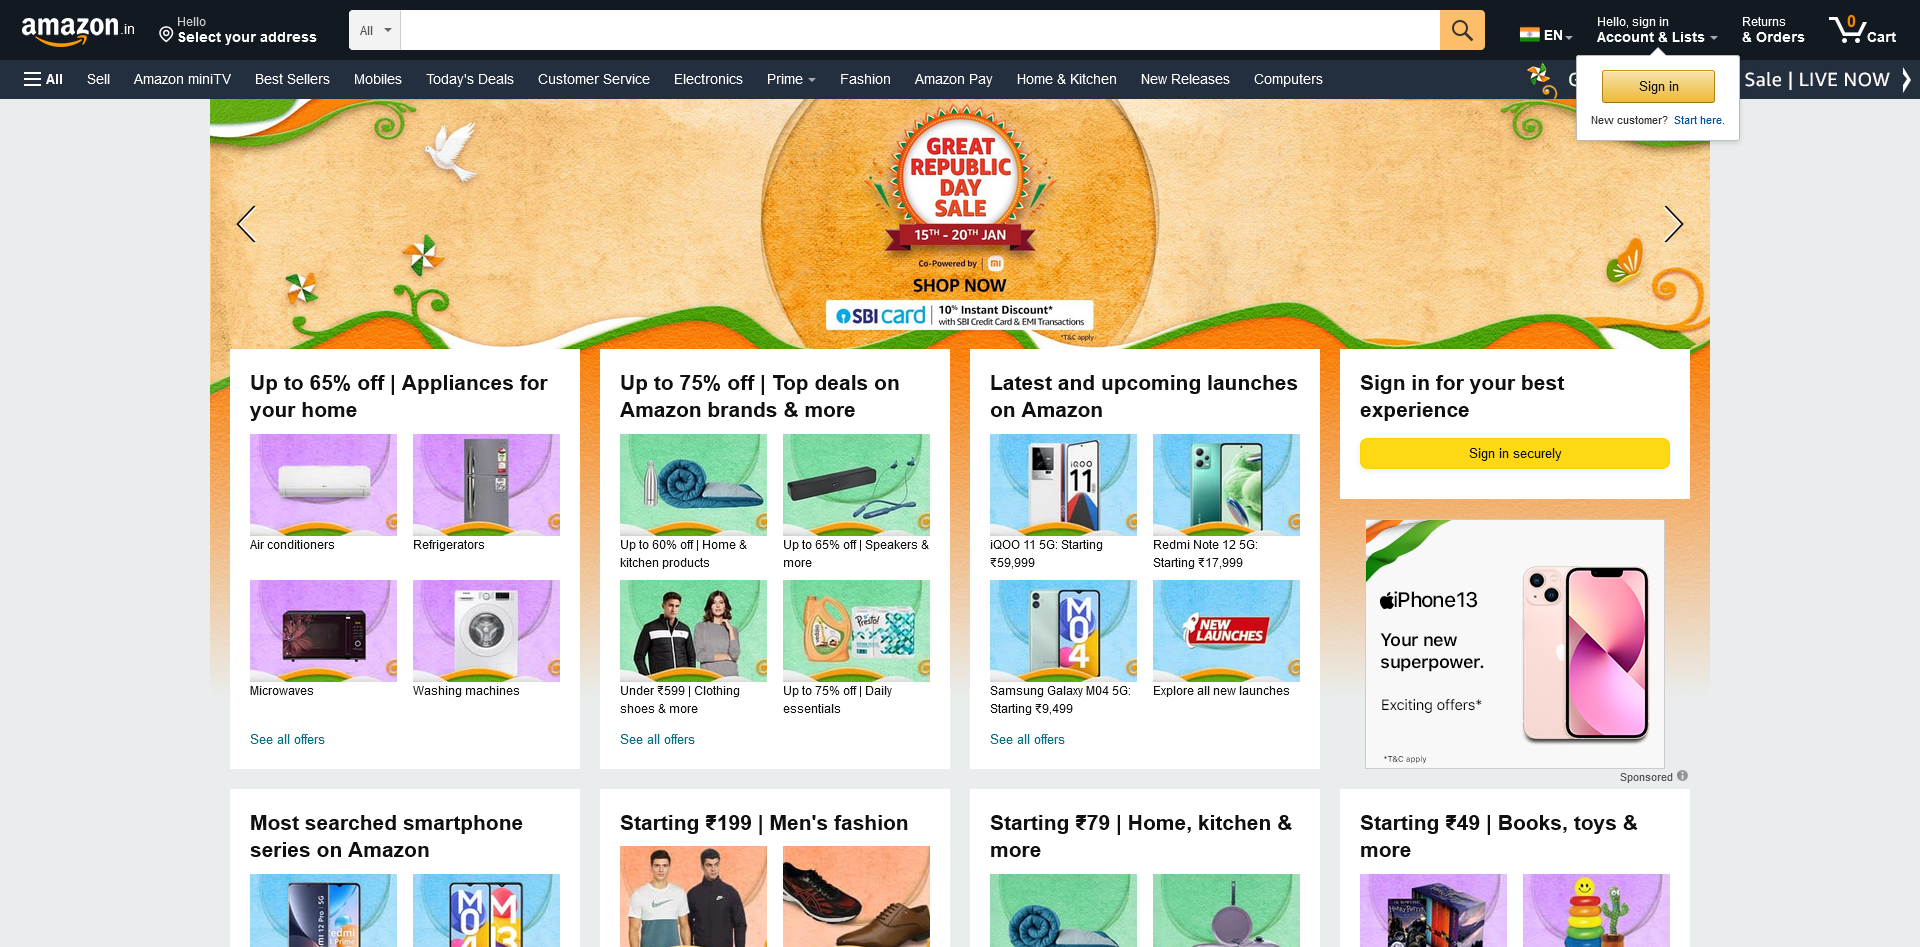 amazon.in
Hello
Select your address
All
EN
Hello, sign in
Account & Lists
Returns
& Orders
0
Cart
All
Sell
Amazon miniTV
Best Sellers
Mobiles
Today's Deals
Customer Service
Electronics
Prime
Fashion
Amazon Pay
Home & Kitchen
New Releases
Computers
Sale | LIVE NOW
Sign in
New customer? Start here.
GREAT
REPUBLIC
DAY
SALE
15TH - 20TH JAN
Co-Powered by | mi
SHOP NOW
SBI card | 10% Instant Discount*
with SBI Credit Card & EMI Transactions
*T&C apply
Up to 65% off | Appliances for
your home
Air conditioners
Refrigerators
Microwaves
Washing machines
See all offers
Up to 75% off | Top deals on
Amazon brands & more
Up to 60% off | Home &
kitchen products
Up to 65% off | Speakers &
more
Presto!
Under ₹599 | Clothing
shoes & more
Up to 75% off | Daily
essentials
See all offers
Latest and upcoming launches
on Amazon
iQOO
11
iQOO 11 5G: Starting
₹59,999
Redmi Note 12 5G:
Starting ₹17,999
M04
NEW
LAUNCHES
Samsung Galaxy M04 5G:
Starting ₹9,499
Explore all new launches
See all offers
Sign in for your best
experience
Sign in securely
iPhone13
Your new
superpower.
Exciting offers*
*T&C apply
Sponsored
Most searched smartphone
series on Amazon
Starting ₹199 | Men's fashion
Starting ₹79 | Home, kitchen &
more
Starting ₹49 | Books, toys &
more